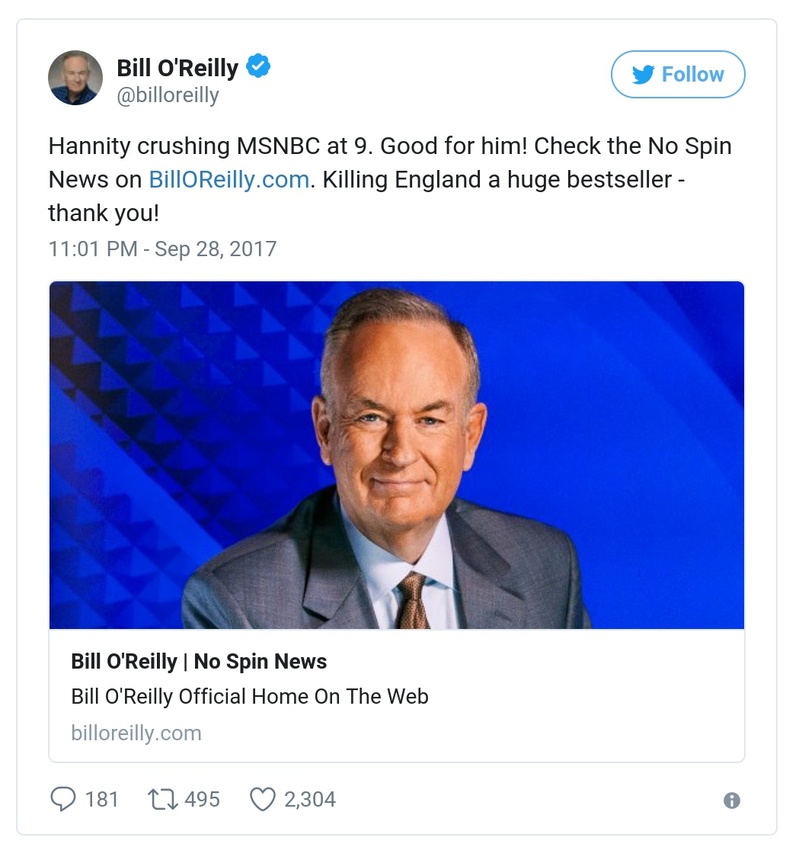 Bill O'Reilly
@billoreilly
Follow
Hannity crushing MSNBC at 9. Good for him! Check the No Spin
News on BillOReilly.com. Killing England a huge bestseller -
thank you!
11:01 PM - Sep 28, 2017
Bill O'Reilly | No Spin News
Bill O'Reilly Official Home On The Web
billoreilly.com
181 495 2,304